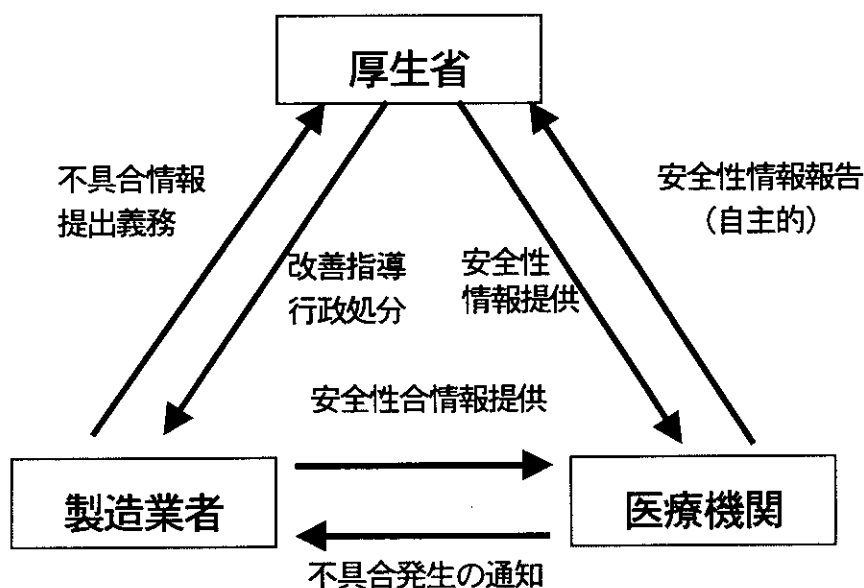 厚生省
不具合情報
提出義務
安全性情報報告
（自主的）
改善指導
行政処分
安全性
情報提供
安全性合情報提供
製造業者
医療機関
不具合発生の通知